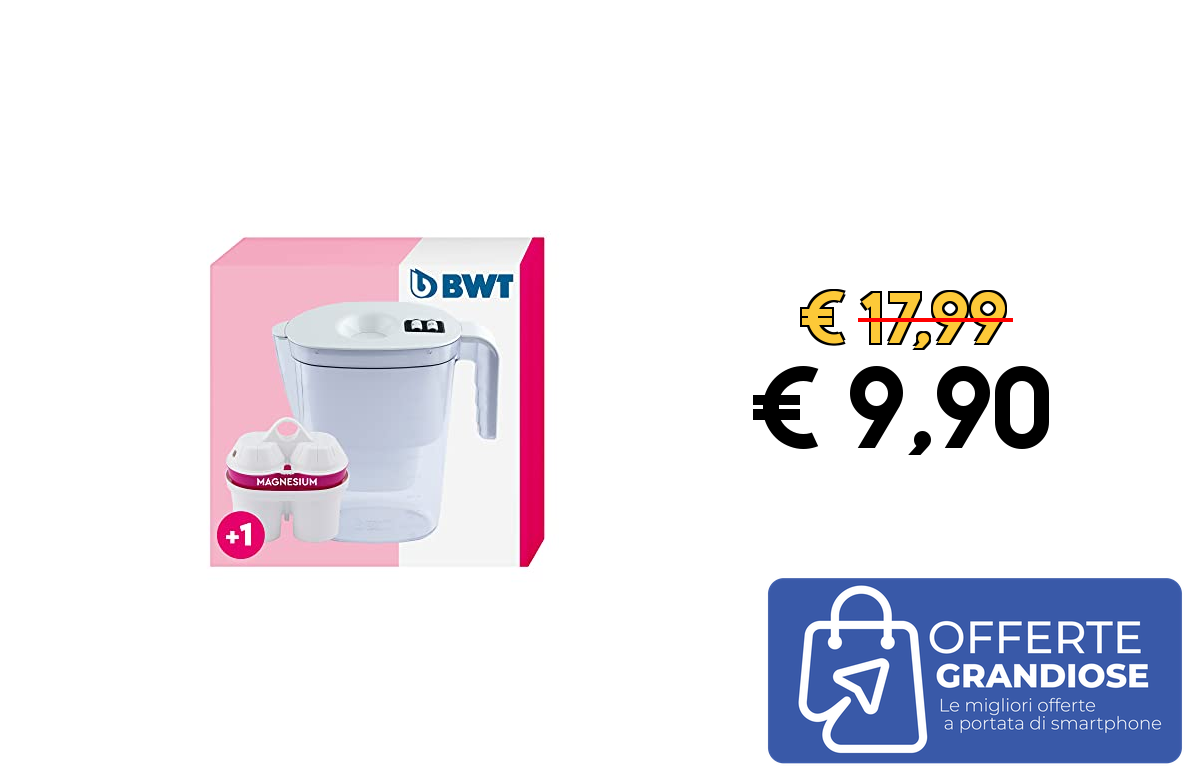 BWT
MAGNESIUM
+1
€ 17,99
€ 9,90
OFFERTE
GRANDIOSE
Le migliori offerte
a portata di smartphone